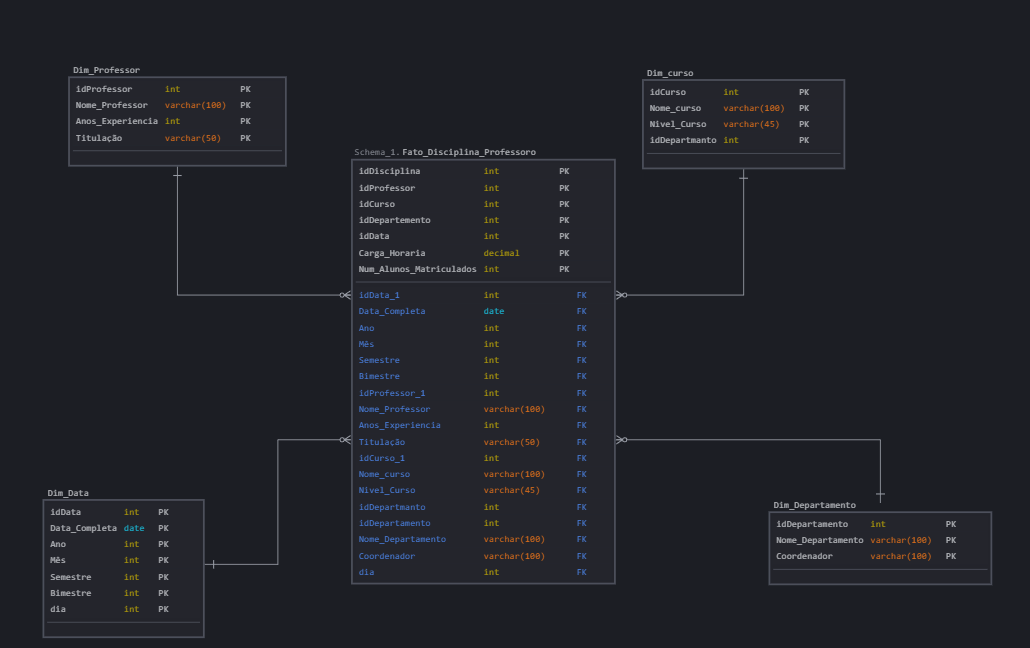 Dim_Professor
idProfessor int PK
Nome_Professor varchar(100) PK
Anos_Experiencia int PK
Titulação varchar(50) PK
Dim_curso
idCurso int PK
Nome_curso varchar(100) PK
Nivel_Curso varchar(45) PK
idDepartmanto int PK
Schema_1.Fato_Disciplina_Professoro
idDisciplina int PK
idProfessor int PK
idCurso int PK
idDepartemento int PK
idData int PK
Carga_Horaria decimal PK
Num_Alunos_Matriculados int PK
idData_1 int FK
Data_Completa date FK
Ano int FK
Mês int FK
Semestre int FK
Bimestre int FK
idProfessor_1 int FK
Nome_Professor varchar(100) FK
Anos_Experiencia int FK
Titulação varchar(50) FK
idCurso_1 int FK
Nome_curso varchar(100) FK
Nivel_Curso varchar(45) FK
idDepartmanto int FK
idDepartamento int FK
Nome_Departamento varchar(100) FK
Coordenador varchar(100) FK
dia int FK
Dim_Data
idData int PK
Data_Completa date PK
Ano int PK
Mês int PK
Semestre int PK
Bimestre int PK
dia int PK
Dim_Departamento
idDepartamento int PK
Nome_Departamento varchar(100) PK
Coordenador varchar(100) PK